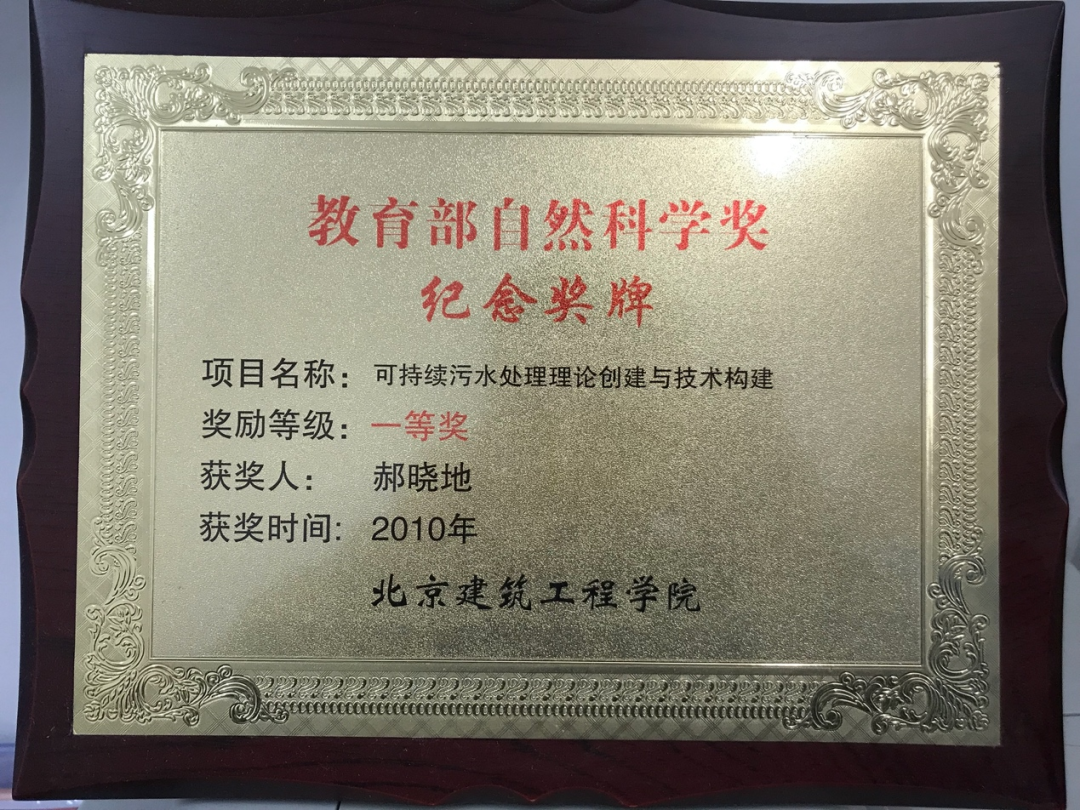 教育部自然科学奖
纪念奖牌
项目名称：可持续污水处理理论创建与技术构建
奖励等级：一等奖
获奖人：郝晓地
获奖时间：2010年
北京建筑工程学院